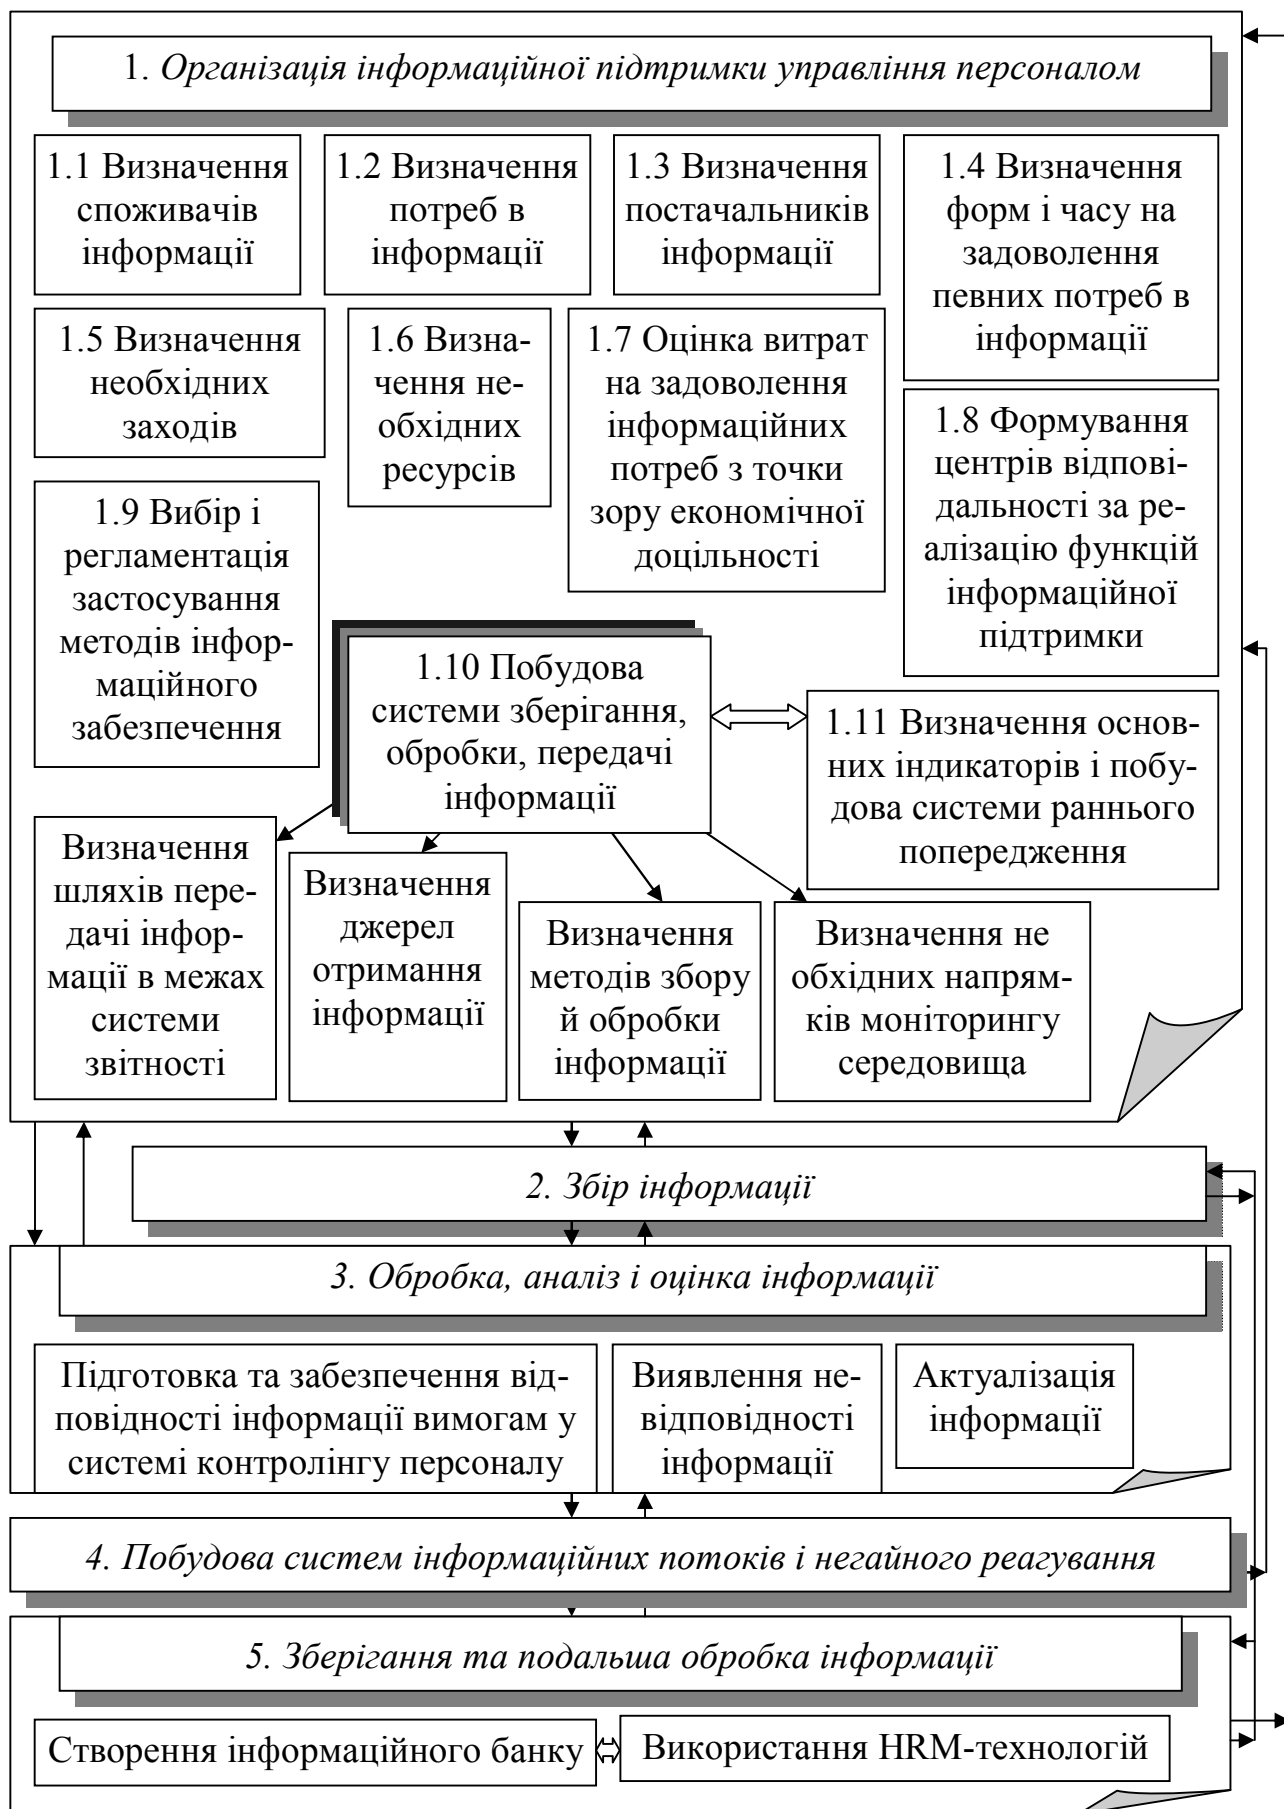 1. Організація інформаційної підтримки управління персоналом
1.1 Визначення
споживачів
інформації
1.2 Визначення
потреб в
інформації
1.3 Визначення
постачальників
інформації
1.4 Визначення
форм і часу на
задоволення
певних потреб в
інформації
1.5 Визначення
необхідних
заходів
1.6 Визна-
чення не-
обхідних
ресурсів
1.7 Оцінка витрат
на задоволення
інформаційних
потреб з точки
зору економічної
доцільності
1.8 Формування
центрів відпові-
дальності за ре-
алізацію функцій
інформаційної
підтримки
1.9 Вибір і
регламентація
застосування
методів інфор-
маційного
забезпечення
1.10 Побудова
системи зберігання,
обробки, передачі
інформації
1.11 Визначення основ-
них індикаторів і побу-
дова системи раннього
попередження
Визначення
шляхів пере-
дачі інфор-
мації в межах
системи
звітності
Визначення
джерел
отримання
інформації
Визначення
методів збору
й обробки
інформації
Визначення не
обхідних напрям-
ків моніторингу
середовища
2. Збір інформації
3. Обробка, аналіз і оцінка інформації
Підготовка та забезпечення від-
повідності інформації вимогам у
системі контролінгу персоналу
Виявлення не-
відповідності
інформації
Актуалізація
інформації
4. Побудова систем інформаційних потоків і негайного реагування
5. Зберігання та подальша обробка інформації
Створення інформаційного банку
Використання HRM-технологій